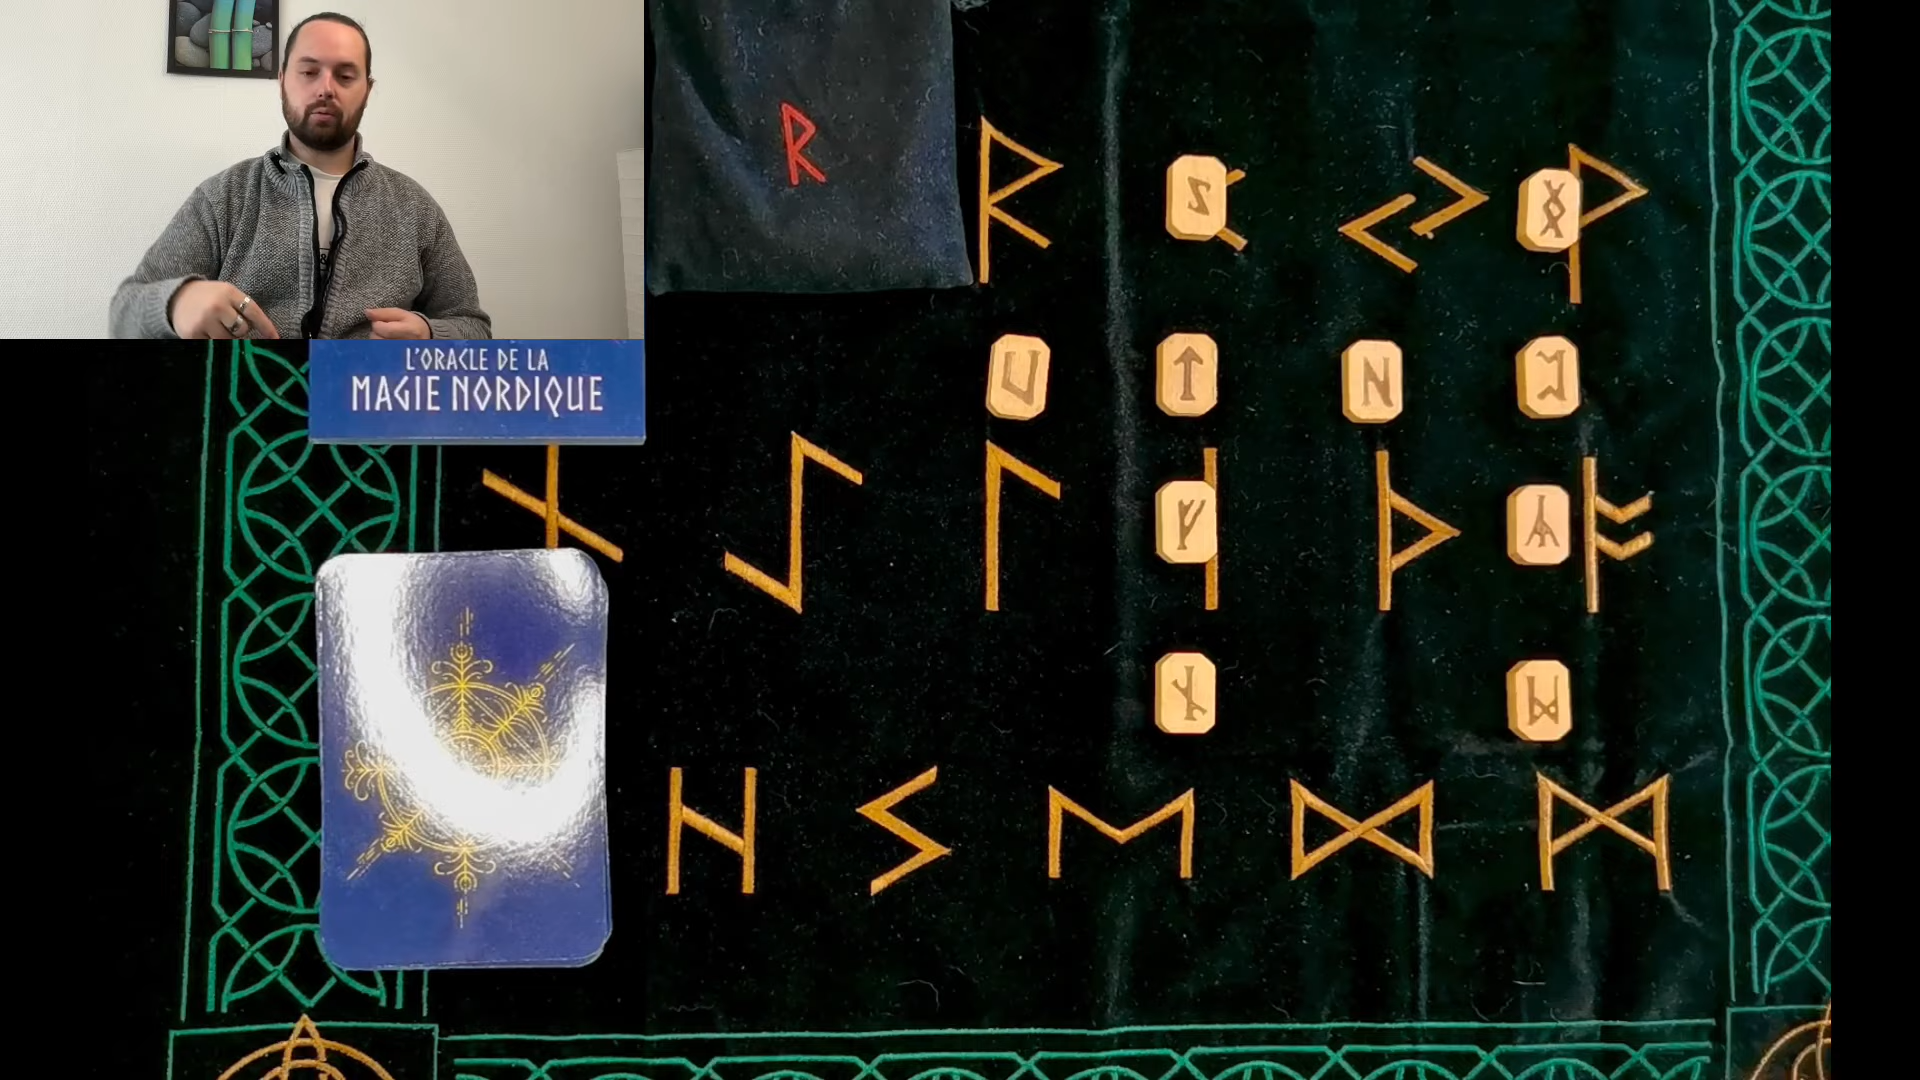 ᚱ
ᚱ ᛃ ᛝ ᚹ
L'ORACLE DE LA
MAGIE NORDIQUE
ᚢ ᛏ ᚺ ᛈ
ᚾ ᛇ ᛚ ᚠ ᛁ ᚦ ᛉ ᚨ
ᚾ ᛗ
ᚺ ᛊ ᛖ ᛞ ᛗ